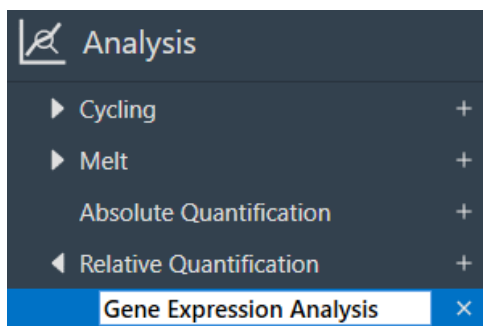 Analysis
Cycling +
Melt +
Absolute Quantification +
Relative Quantification +
Gene Expression Analysis ×